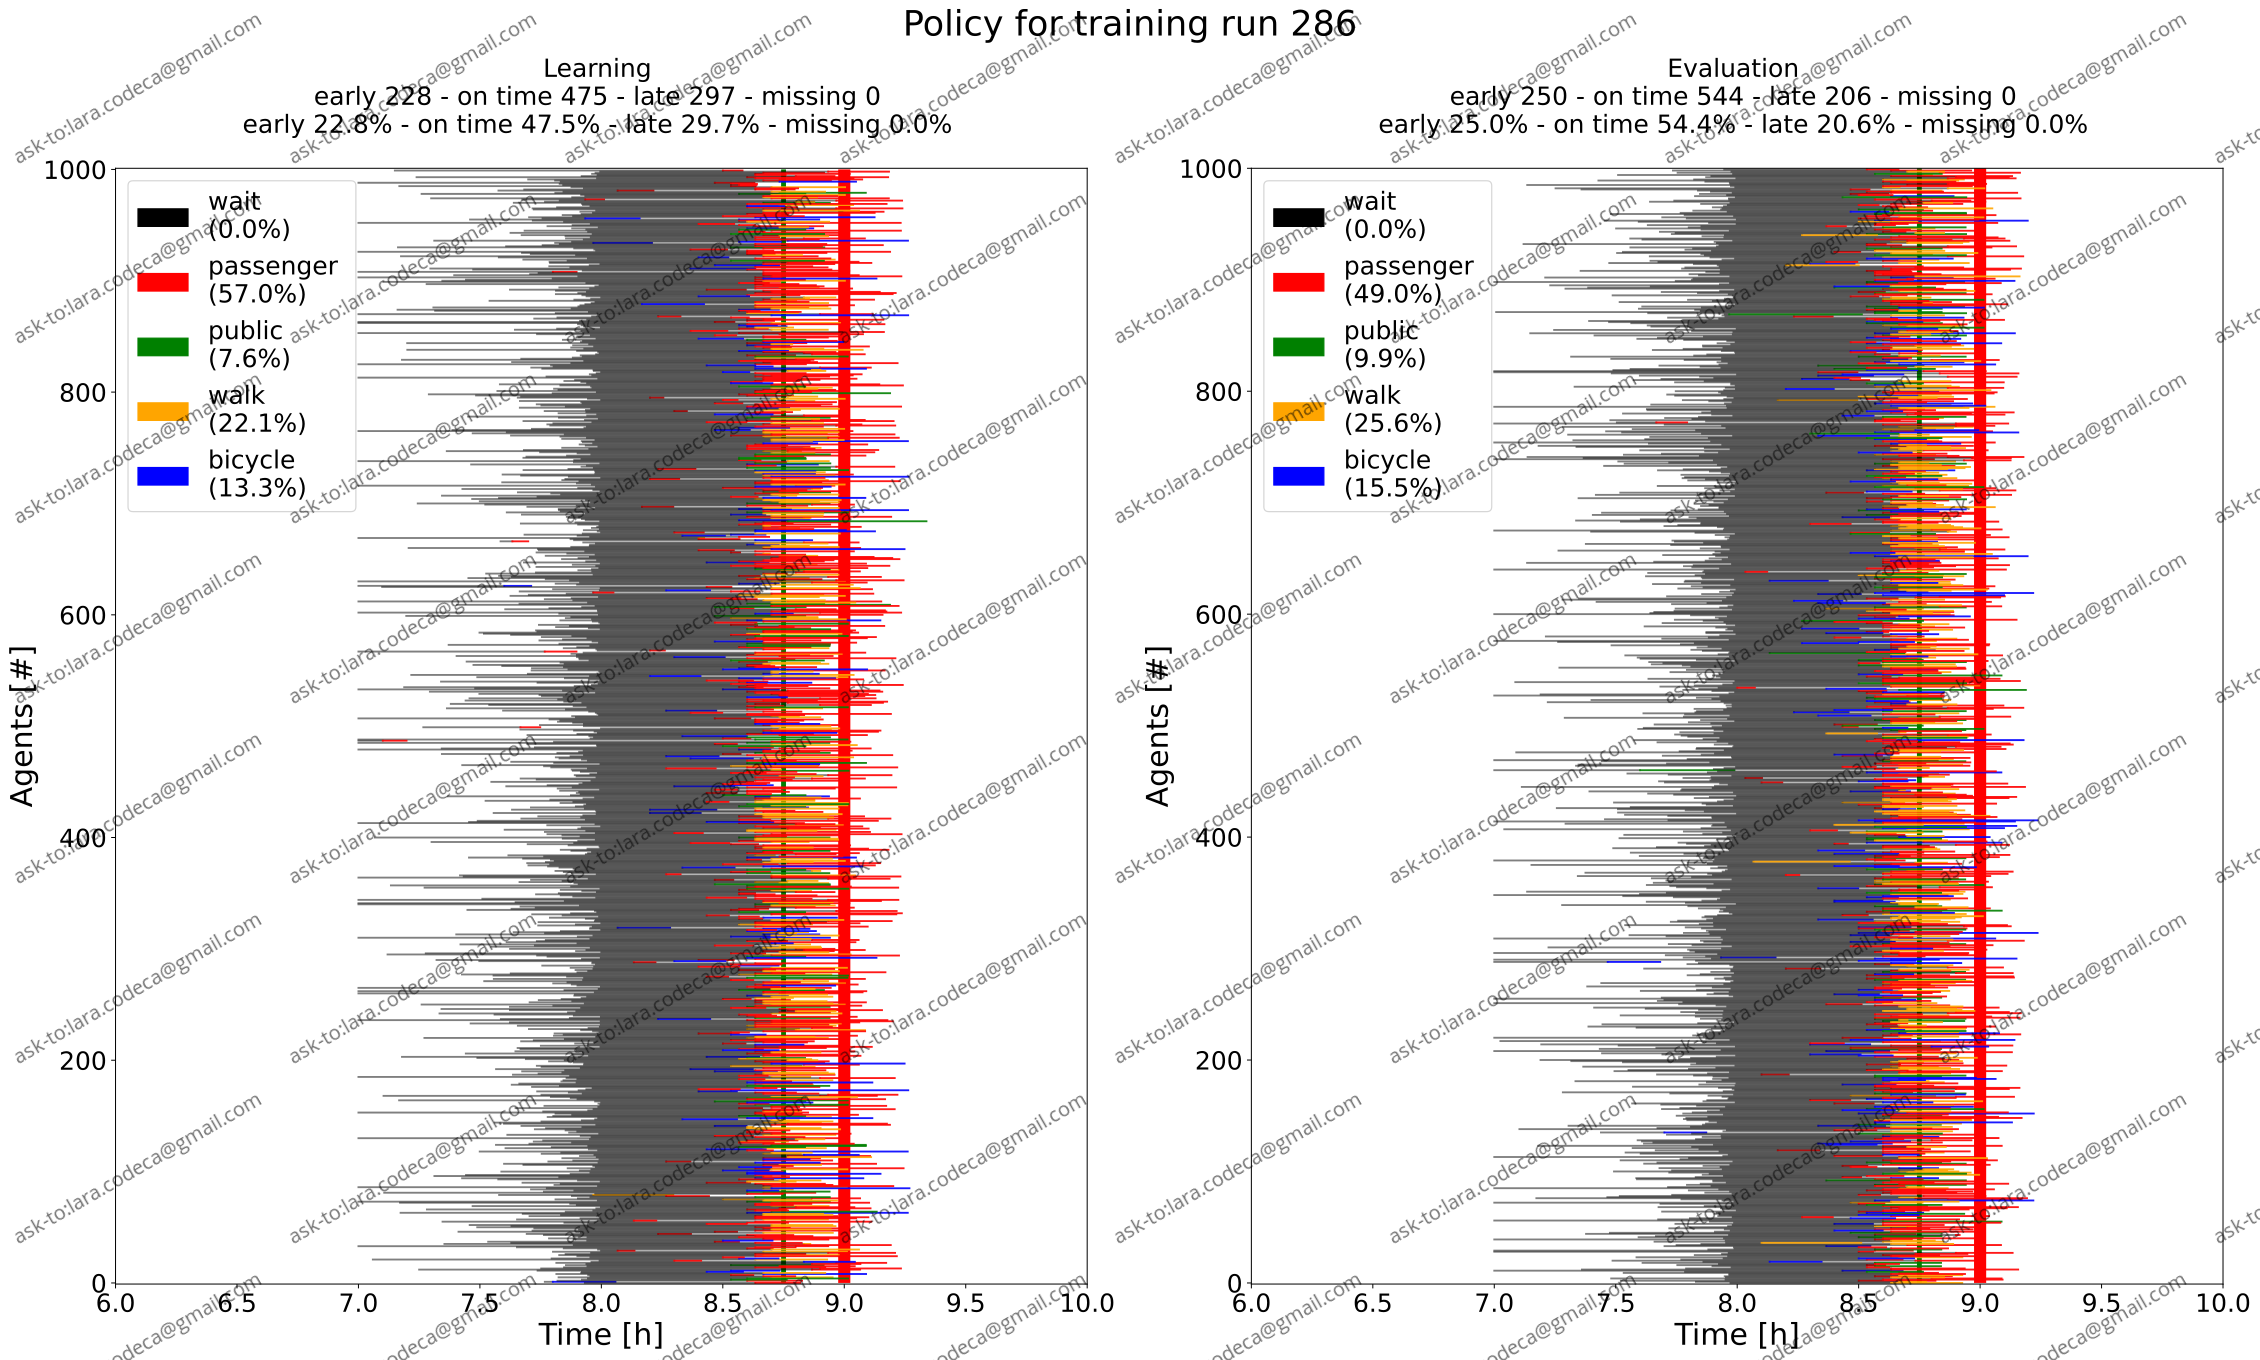 Policy for training run 286
Learning
early 228 - on time 475 - late 297 - missing 0
early 22.8% - on time 47.5% - late 29.7% - missing 0.0%
Agents [#]
1000
800
600
400
200
0
wait
(0.0%)
passenger
(57.0%)
public
(7.6%)
walk
(22.1%)
bicycle
(13.3%)
6.0 6.5 7.0 7.5 8.0 8.5 9.0 9.5 10.0
Time [h]
Evaluation
early 250 - on time 544 - late 206 - missing 0
early 25.0% - on time 54.4% - late 20.6% - missing 0.0%
Agents [#]
1000
800
600
400
200
0
wait
(0.0%)
passenger
(49.0%)
public
(9.9%)
walk
(25.6%)
bicycle
(15.5%)
6.0 6.5 7.0 7.5 8.0 8.5 9.0 9.5 10.0
Time [h]
ask-to:lara.codeca@gmail.com